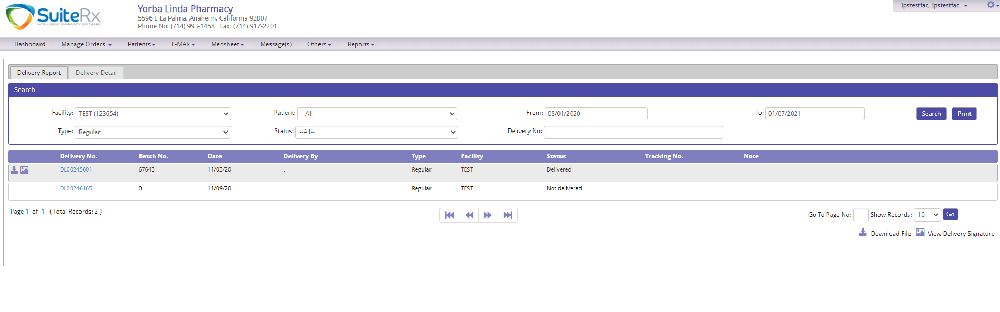 SuiteRx
INTELLIGENT PHARMACY SOFTWARE
Yorba Linda Pharmacy
5596 E La Palma, Anaheim, California 92807
Phone No: (714) 993-1458 Fax: (714) 917-2201
Ipstestfac, Ipstestfac
Dashboard Manage Orders Patients E-MAR Medsheet Message(s) Others Reports
Delivery Report Delivery Detail
Search
Facility: TEST (123654) Patient: --All-- From: 08/01/2020 To: 01/07/2021 Search Print
Type: Regular Status: --All-- Delivery No:
Delivery No. Batch No. Date Delivery By Type Facility Status Tracking No. Note
DL00245601 67643 11/03/20 , Regular TEST Delivered
DL00246165 0 11/09/20 Regular TEST Not delivered
Page 1 of 1 ( Total Records: 2 ) Go To Page No: Show Records: 10 Go
- Download File - View Delivery Signature